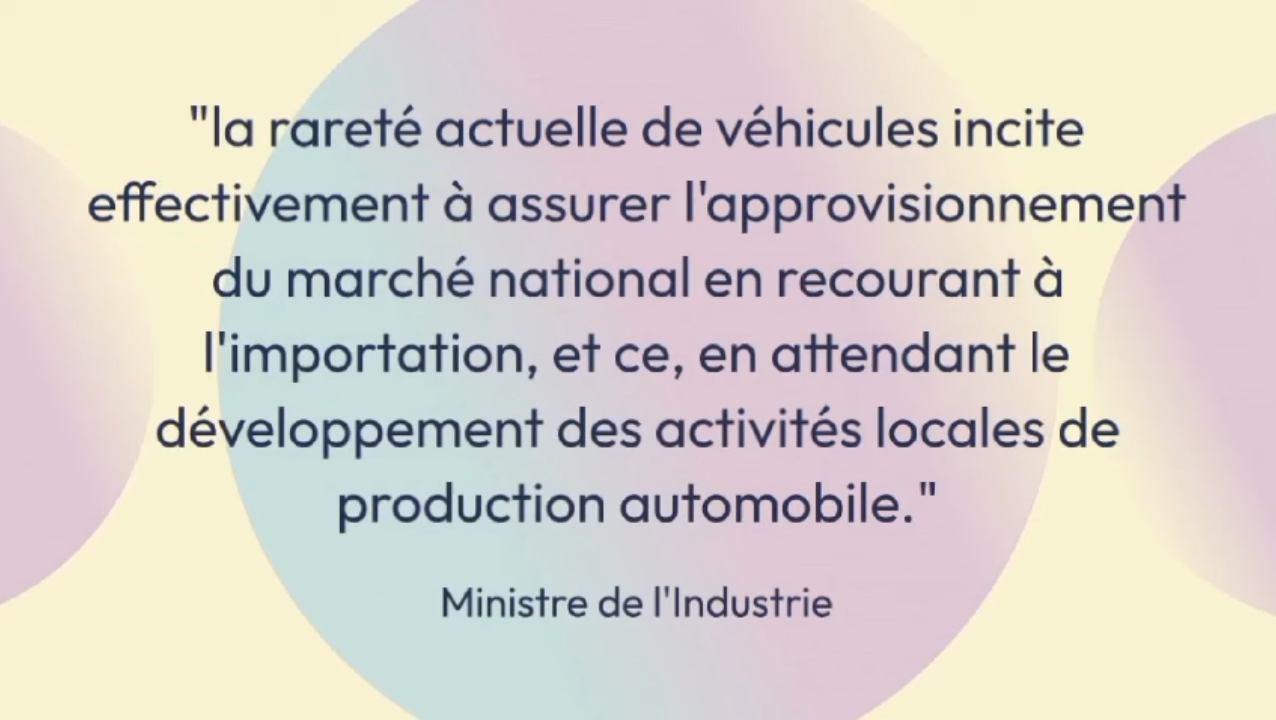 "la rareté actuelle de véhicules incite
effectivement à assurer l'approvisionnement
du marché national en recourant à
l'importation, et ce, en attendant le
développement des activités locales de
production automobile."
Ministre de l'Industrie